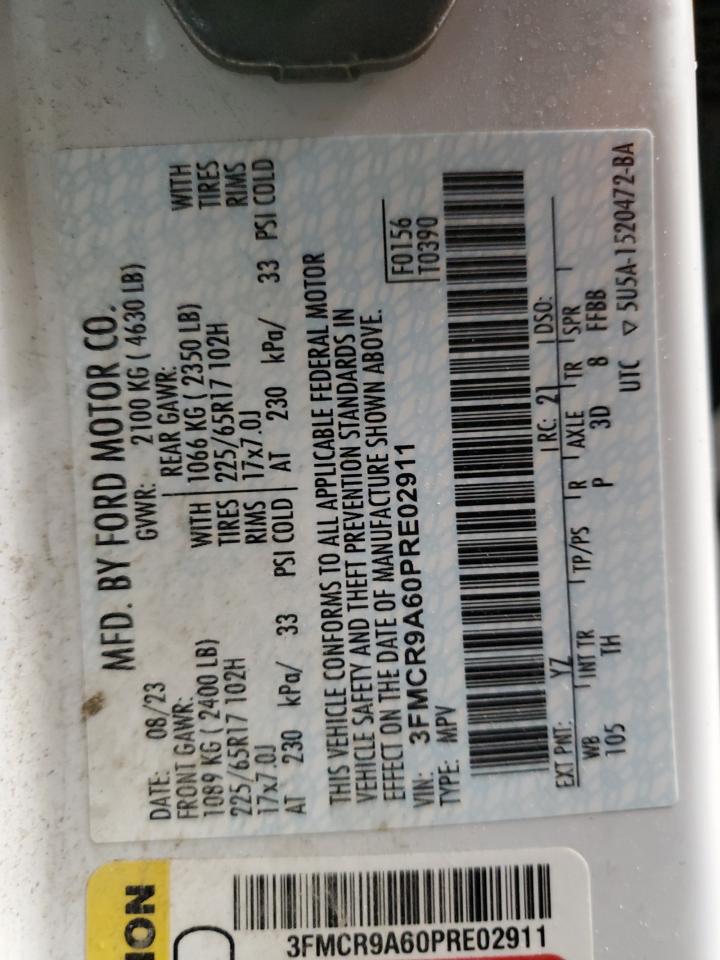 MFD. BY FORD MOTOR CO.
DATE: 08/23 GVWR: 2100 KG ( 4630 LB)
FRONT GAWR: REAR GAWR:
1089 KG ( 2400 LB) WITH 1066 KG ( 2350 LB) WITH
225/65R17 102H TIRES 225/65R17 102H TIRES
17x7.0J RIMS 17x7.0J RIMS
AT 230 kPa/ 33 PSI COLD AT 230 kPa/ 33 PSI COLD
THIS VEHICLE CONFORMS TO ALL APPLICABLE FEDERAL MOTOR
VEHICLE SAFETY AND THEFT PREVENTION STANDARDS IN
EFFECT ON THE DATE OF MANUFACTURE SHOWN ABOVE.
VIN: 3FMCR9A60PRE02911 F0156
TYPE: MPV T0390
EXT PNT: YZ RC: 21 DSO:
WB INT TR TP/PS R AXLE TR SPR
105 TH P 3D 8 FFBB
UTC ▽ 5U5A-1520472-BA
ION
3FMCR9A60PRE02911